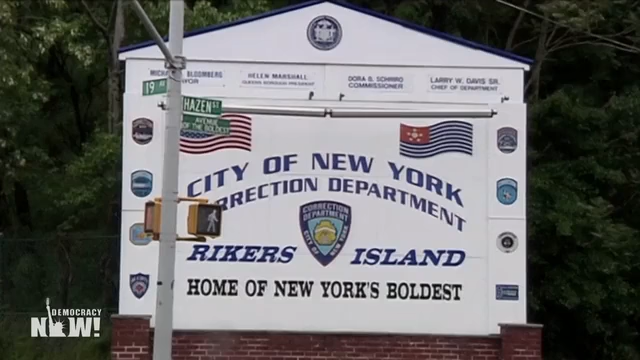 MICHAEL BLOOMBERG
MAYOR
HELEN MARSHALL
QUEENS BOROUGH PRESIDENT
DORA B. SCHRIRO
COMMISSIONER
LARRY W. DAVIS SR.
CHIEF OF DEPARTMENT
19 AV
HAZEN ST
AVENUE OF THE BOLDEST
CITY OF NEW YORK
CORRECTION DEPARTMENT
CORRECTION DEPARTMENT
CITY OF NEW YORK
RIKERS ISLAND
HOME OF NEW YORK'S BOLDEST
DEMOCRACY
NOW!